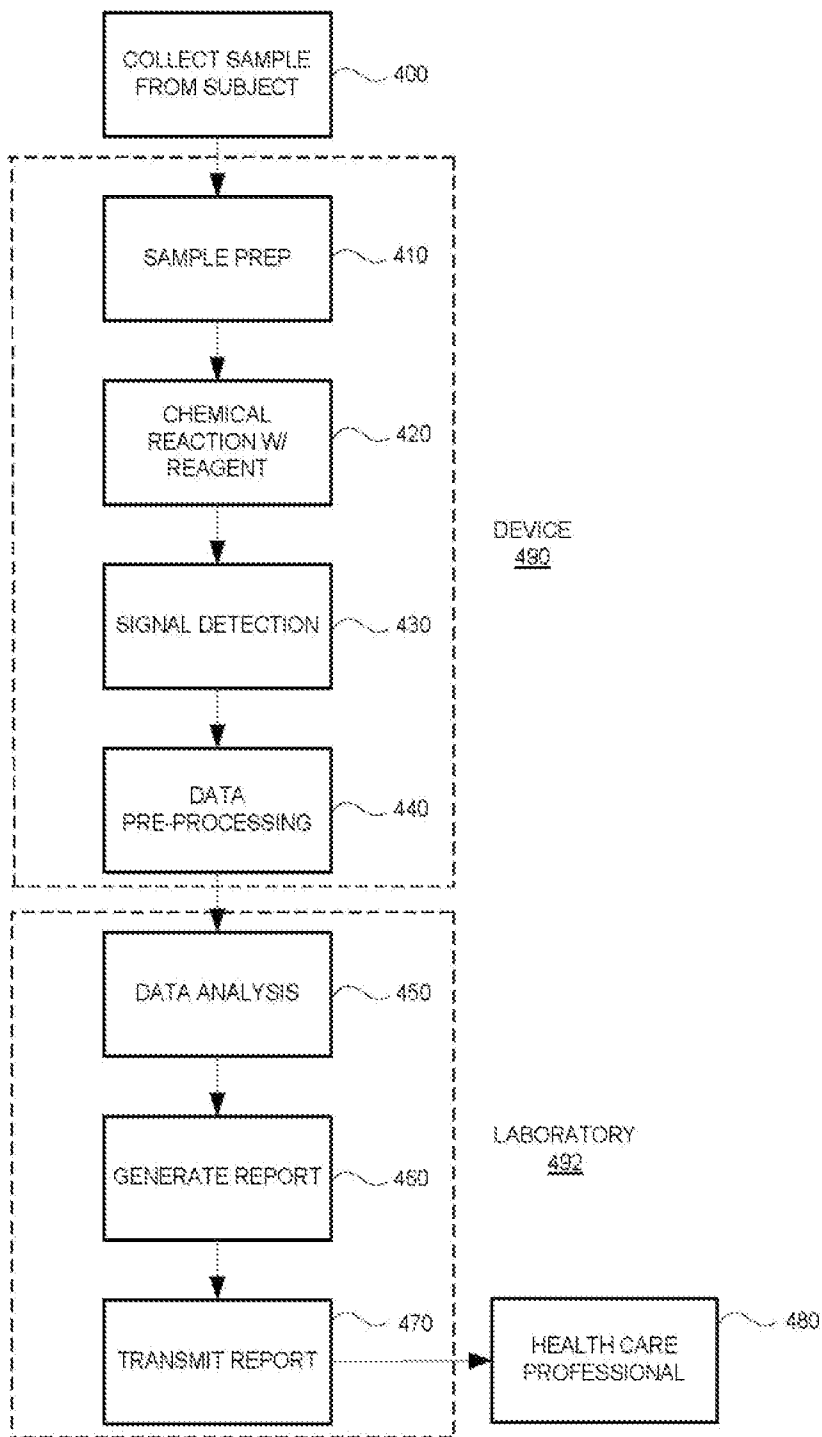 COLLECT SAMPLE
FROM SUBJECT
400
SAMPLE PREP
410
CHEMICAL
REACTION W/
REAGENT
420
DEVICE
490
SIGNAL DETECTION
430
DATA
PRE-PROCESSING
440
DATA ANALYSIS
450
LABORATORY
492
GENERATE REPORT
460
TRANSMIT REPORT
470
HEALTH CARE
PROFESSIONAL
480